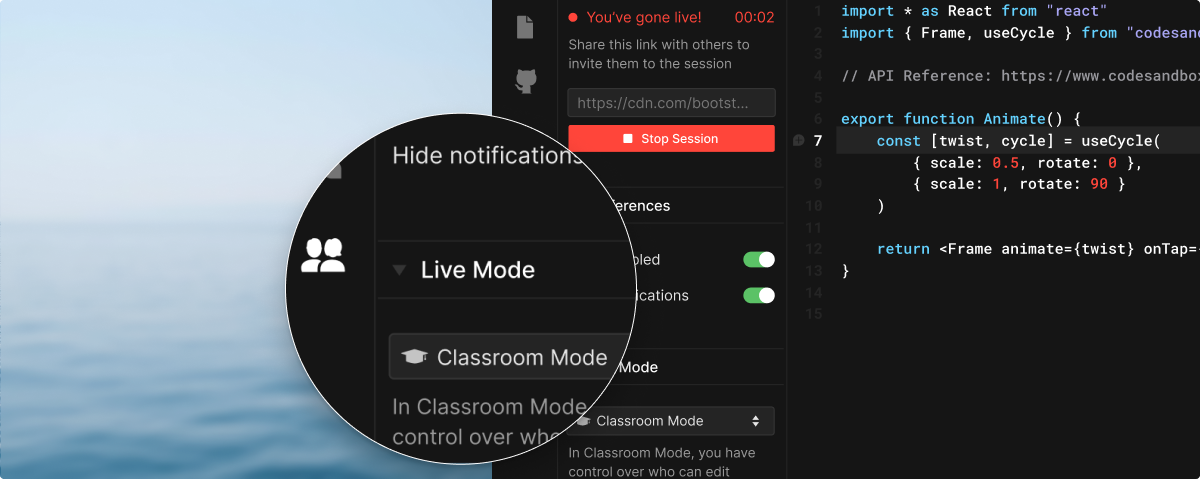 You've gone live! 00:02
Share this link with others to
invite them to the session
https://cdn.com/bootst...
Stop Session
Hide notifications
Live Mode
Classroom Mode
In Classroom Mode
control over who
Mode
Classroom Mode
In Classroom Mode, you have
control over who can edit
1 import * as React from "react"
2 import { Frame, useCycle } from "codesand
3
4 // API Reference: https://www.codesandbox
5
6 export function Animate() {
7 const [twist, cycle] = useCycle(
8 { scale: 0.5, rotate: 0 },
9 { scale: 1, rotate: 90 }
10 )
11
12 return <Frame animate={twist} onTap={
13 }
14
15